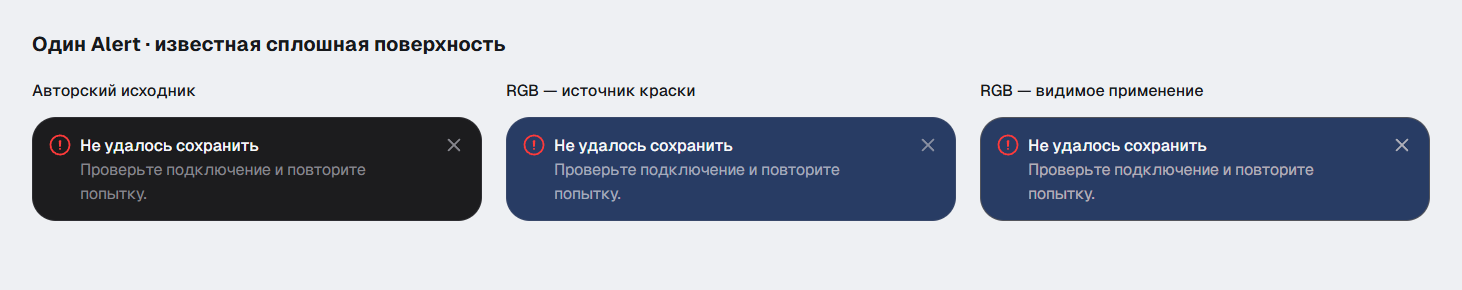 Один Alert · известная сплошная поверхность
Авторский исходник
RGB — источник краски
RGB — видимое применение
Не удалось сохранить
Проверьте подключение и повторите
попытку.
Не удалось сохранить
Проверьте подключение и повторите
попытку.
Не удалось сохранить
Проверьте подключение и повторите
попытку.